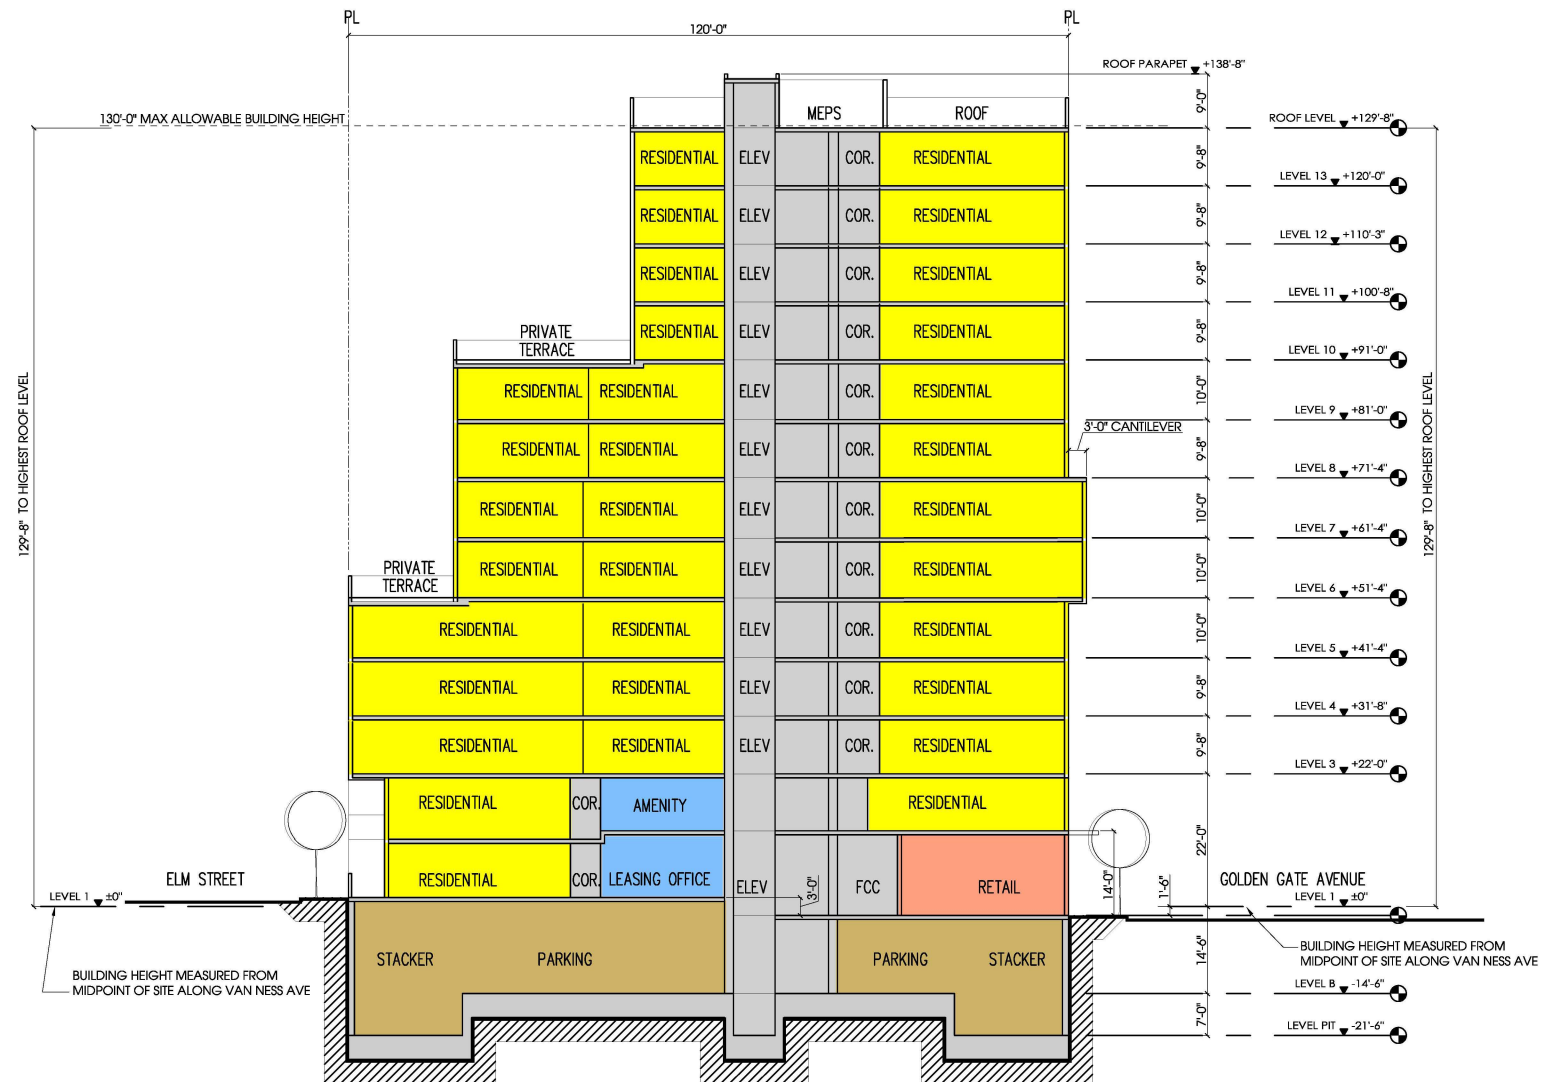 PL PL
120'-0"
ROOF PARAPET +138'-8"
9'-0"
MEPS ROOF
130'-0" MAX ALLOWABLE BUILDING HEIGHT
ROOF LEVEL +129'-8"
RESIDENTIAL ELEV COR. RESIDENTIAL
9'-8"
LEVEL 13 +120'-0"
RESIDENTIAL ELEV COR. RESIDENTIAL
9'-8"
LEVEL 12 +110'-3"
RESIDENTIAL ELEV COR. RESIDENTIAL
9'-8"
LEVEL 11 +100'-8"
PRIVATE
TERRACE
RESIDENTIAL ELEV COR. RESIDENTIAL
9'-8"
LEVEL 10 +91'-0"
RESIDENTIAL RESIDENTIAL ELEV COR. RESIDENTIAL
10'-0"
LEVEL 9 +81'-0"
3'-0" CANTILEVER
RESIDENTIAL RESIDENTIAL ELEV COR. RESIDENTIAL
9'-8"
LEVEL 8 +71'-4"
129'-8" TO HIGHEST ROOF LEVEL
129'-8" TO HIGHEST ROOF LEVEL
RESIDENTIAL RESIDENTIAL ELEV COR. RESIDENTIAL
10'-0"
LEVEL 7 +61'-4"
PRIVATE
TERRACE
RESIDENTIAL RESIDENTIAL ELEV COR. RESIDENTIAL
10'-0"
LEVEL 6 +51'-4"
RESIDENTIAL RESIDENTIAL ELEV COR. RESIDENTIAL
10'-0"
LEVEL 5 +41'-4"
RESIDENTIAL RESIDENTIAL ELEV COR. RESIDENTIAL
9'-8"
LEVEL 4 +31'-8"
RESIDENTIAL RESIDENTIAL ELEV COR. RESIDENTIAL
9'-8"
LEVEL 3 +22'-0"
RESIDENTIAL COR. AMENITY RESIDENTIAL
22'-0"
ELM STREET
RESIDENTIAL COR. LEASING OFFICE ELEV 3'-0" FCC RETAIL 14'-0" 1'-6"
GOLDEN GATE AVENUE
LEVEL 1 ±0"
LEVEL 1 ±0"
STACKER PARKING PARKING STACKER
14'-6"
BUILDING HEIGHT MEASURED FROM
MIDPOINT OF SITE ALONG VAN NESS AVE
BUILDING HEIGHT MEASURED FROM
MIDPOINT OF SITE ALONG VAN NESS AVE
LEVEL B -14'-6"
7'-0"
LEVEL PIT -21'-6"